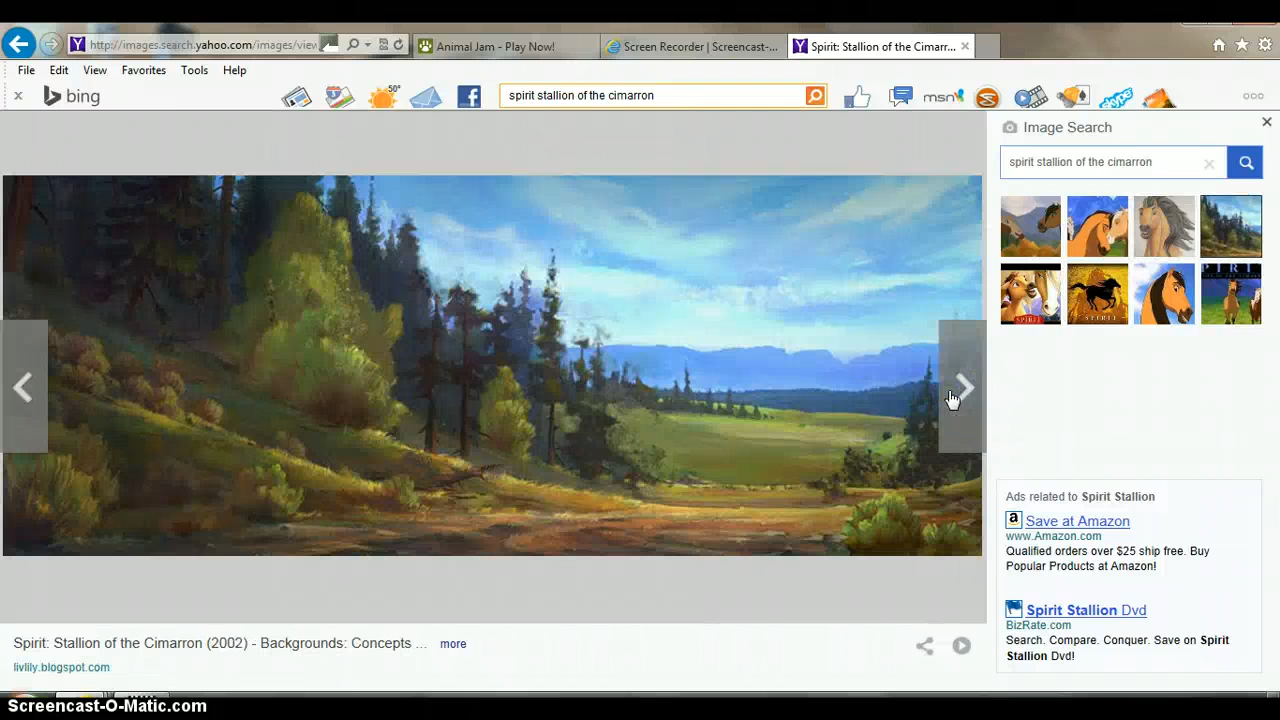 http://images.search.yahoo.com/images/view
Animal Jam - Play Now!
Screen Recorder | Screencast-...
Spirit: Stallion of the Cimarr...
File Edit View Favorites Tools Help
bing
50°
spirit stallion of the cimarron
msn
skype
Image Search
spirit stallion of the cimarron
SPIRIT
SPIRIT
Ads related to Spirit Stallion
Save at Amazon
www.Amazon.com
Qualified orders over $25 ship free. Buy
Popular Products at Amazon!
Spirit Stallion Dvd
BizRate.com
Search. Compare. Conquer. Save on Spirit
Stallion Dvd!
Spirit: Stallion of the Cimarron (2002) - Backgrounds: Concepts ... more
livlily.blogspot.com
Screencast-O-Matic.com